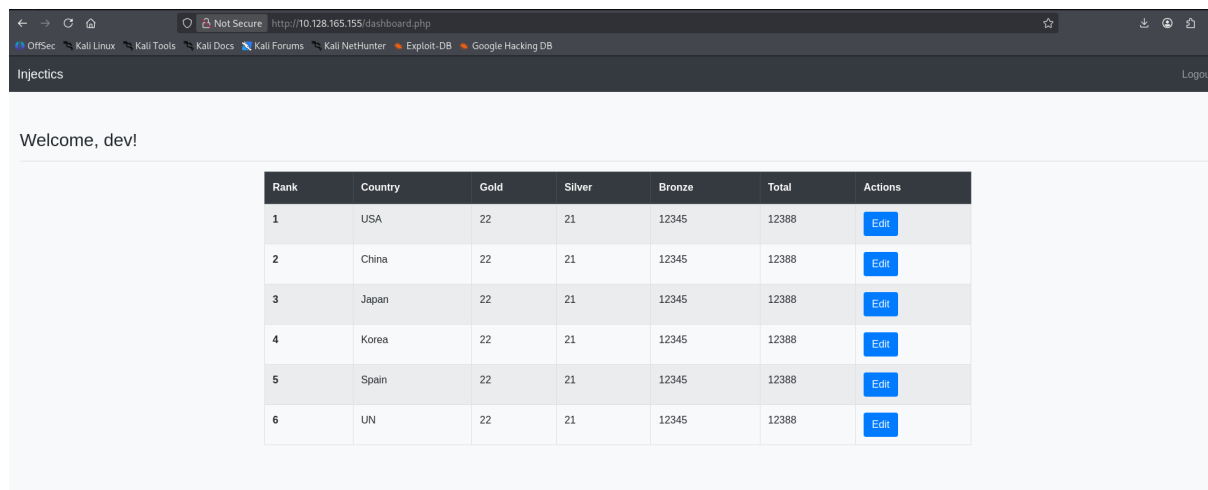 Not Secure http://10.128.165.155/dashboard.php
OffSec Kali Linux Kali Tools Kali Docs Kali Forums Kali NetHunter Exploit-DB Google Hacking DB
Injectics Logou
Welcome, dev!
Rank Country Gold Silver Bronze Total Actions
1 USA 22 21 12345 12388 Edit
2 China 22 21 12345 12388 Edit
3 Japan 22 21 12345 12388 Edit
4 Korea 22 21 12345 12388 Edit
5 Spain 22 21 12345 12388 Edit
6 UN 22 21 12345 12388 Edit